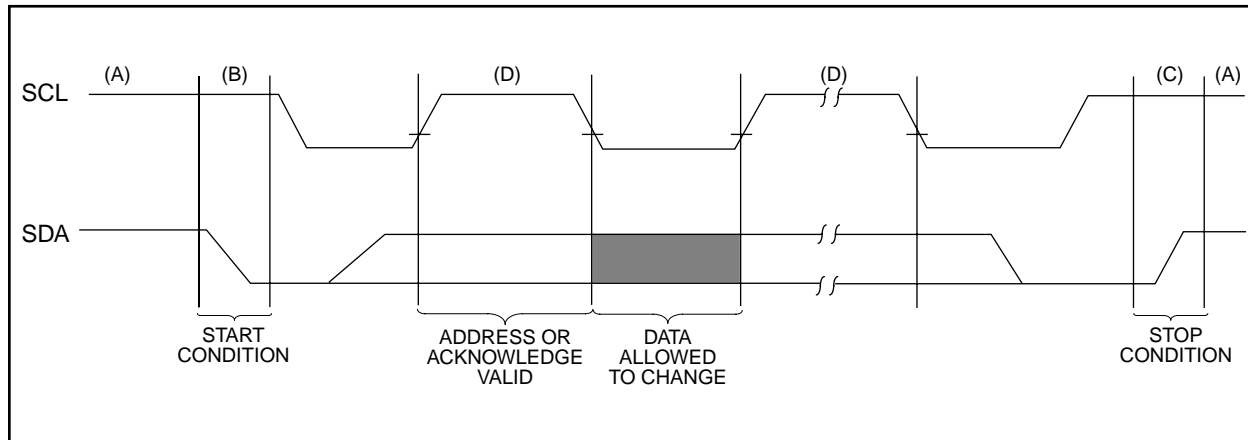 (A) (B) (D) (D) (C) (A)
SCL
SDA
START
CONDITION
ADDRESS OR
ACKNOWLEDGE
VALID
DATA
ALLOWED
TO CHANGE
STOP
CONDITION